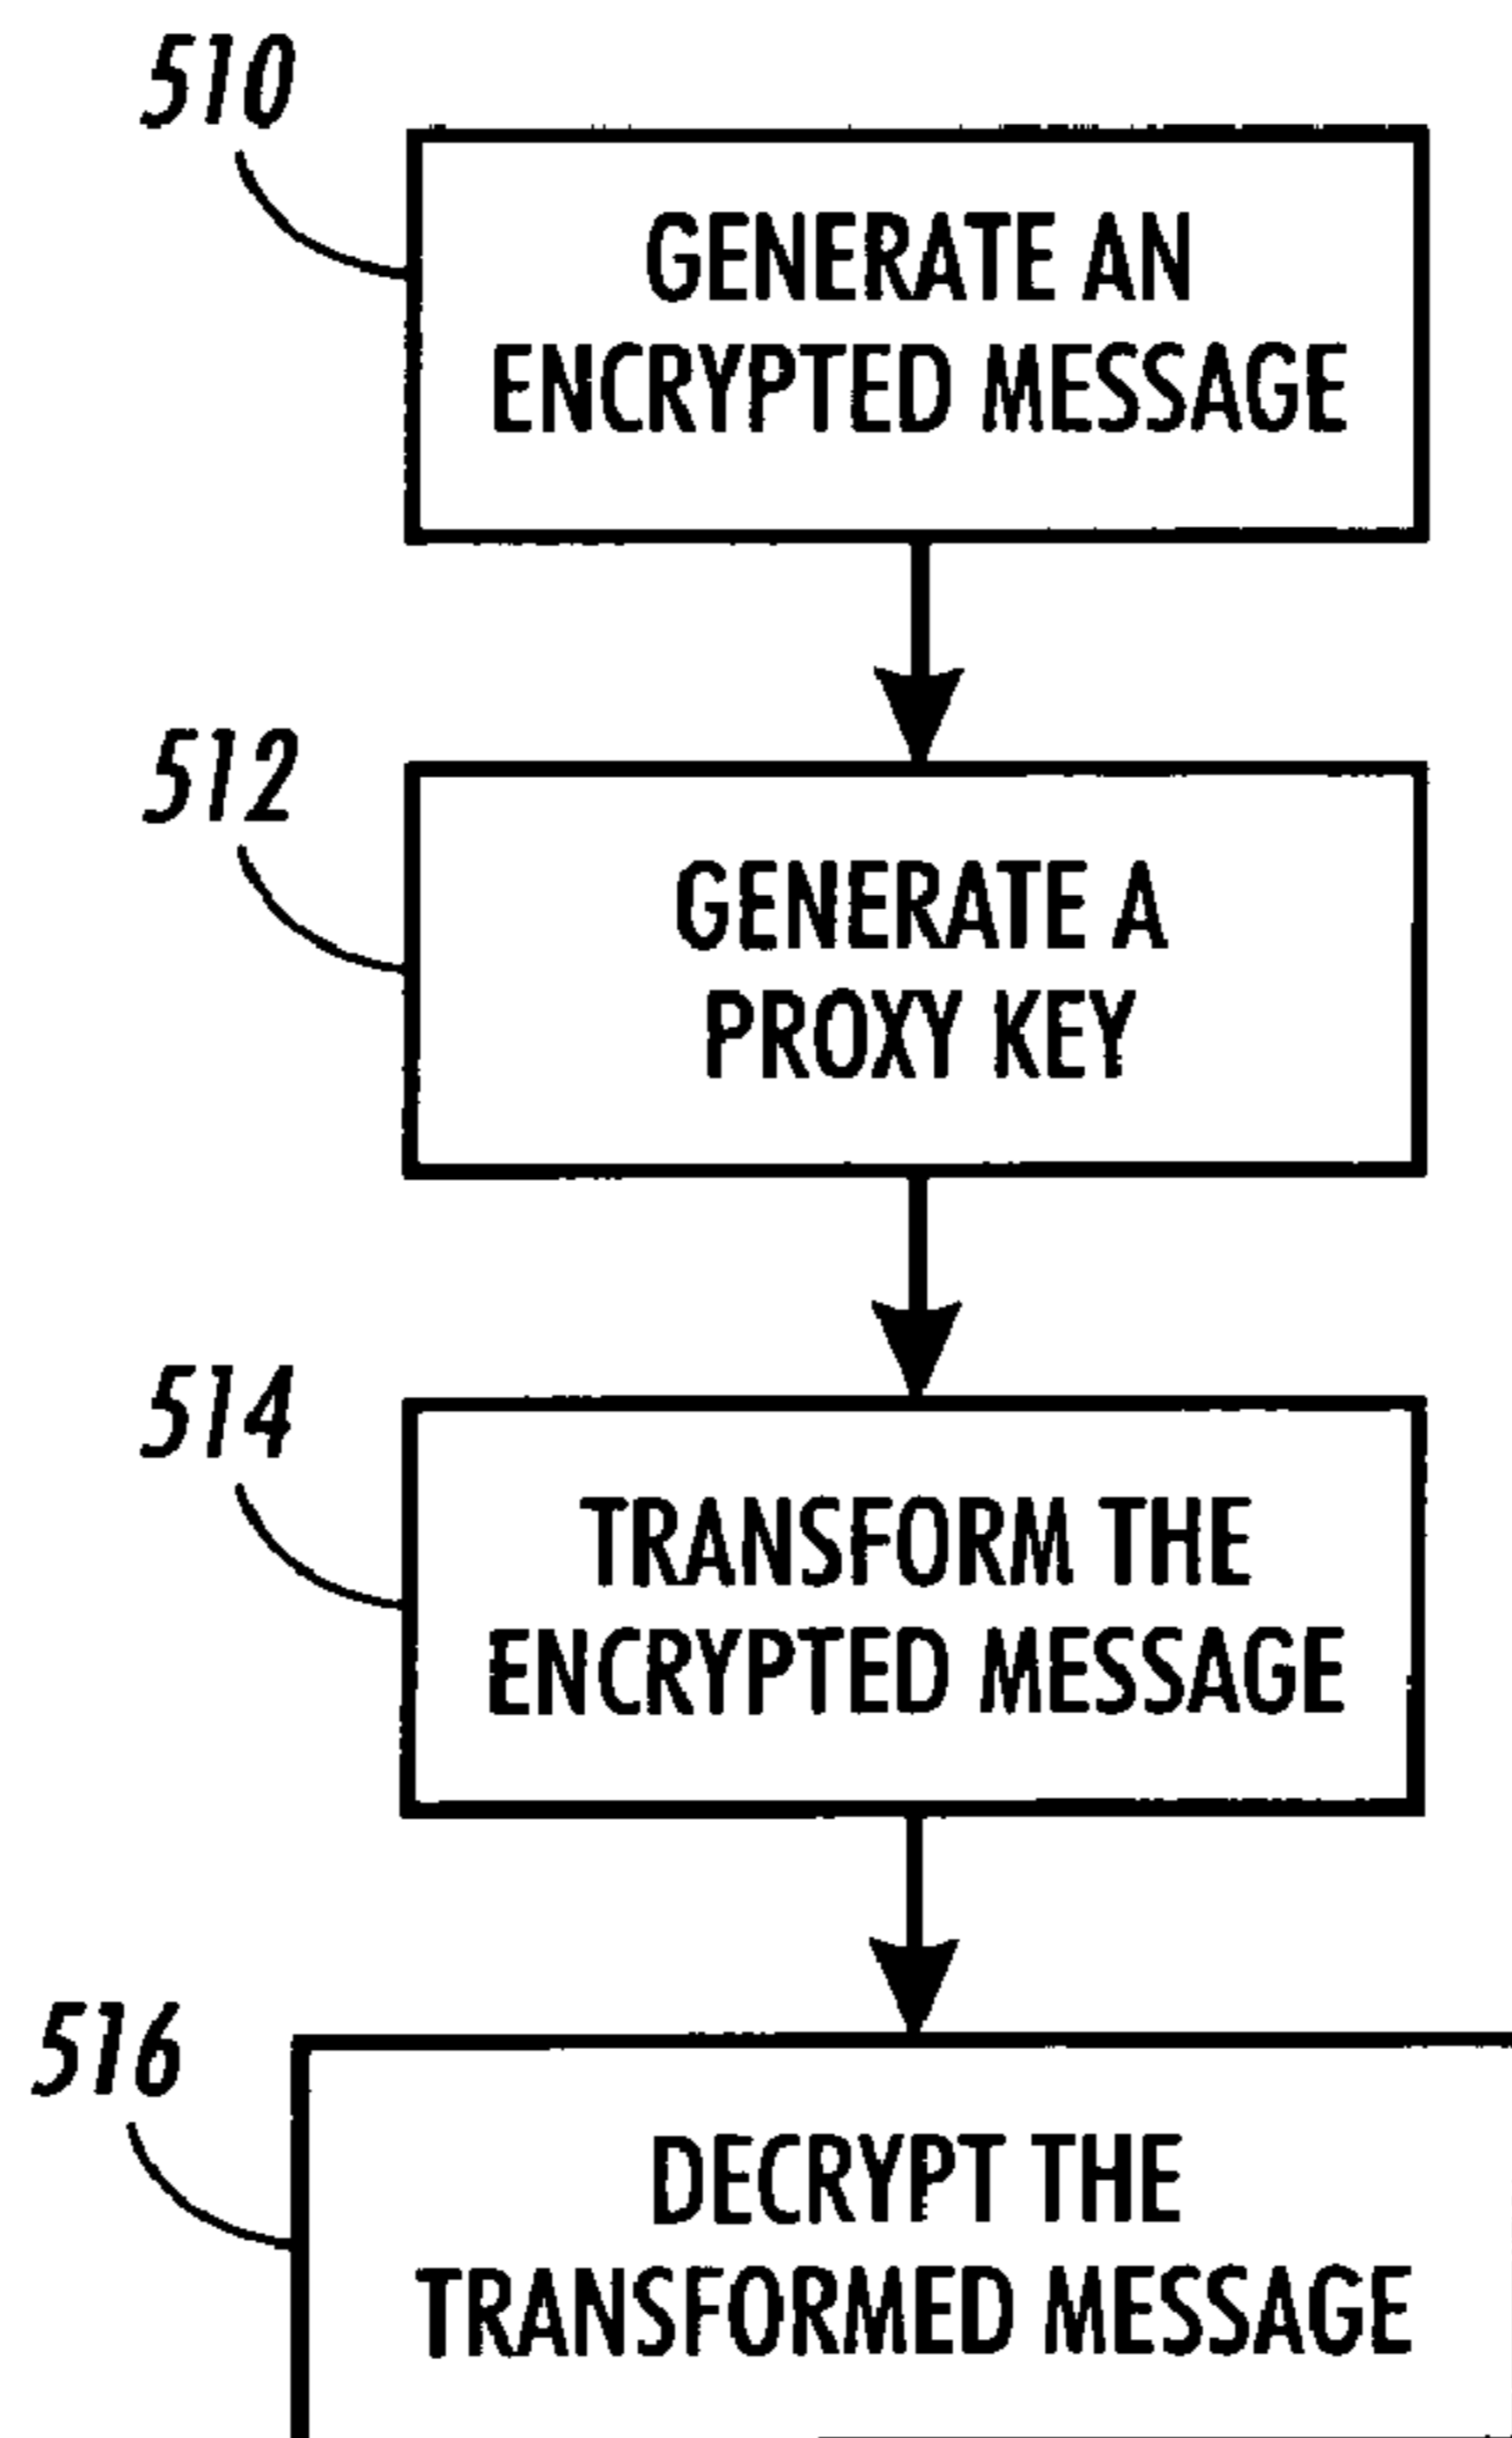 510
GENERATE AN
ENCRYPTED MESSAGE
512
GENERATE A
PROXY KEY
514
TRANSFORM THE
ENCRYPTED MESSAGE
516
DECRYPT THE
TRANSFORMED MESSAGE